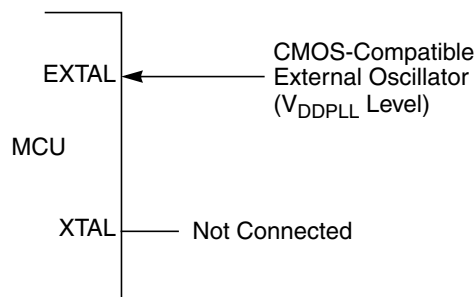 CMOS-Compatible
EXTAL External Oscillator
(VDDPLL Level)
MCU
XTAL Not Connected